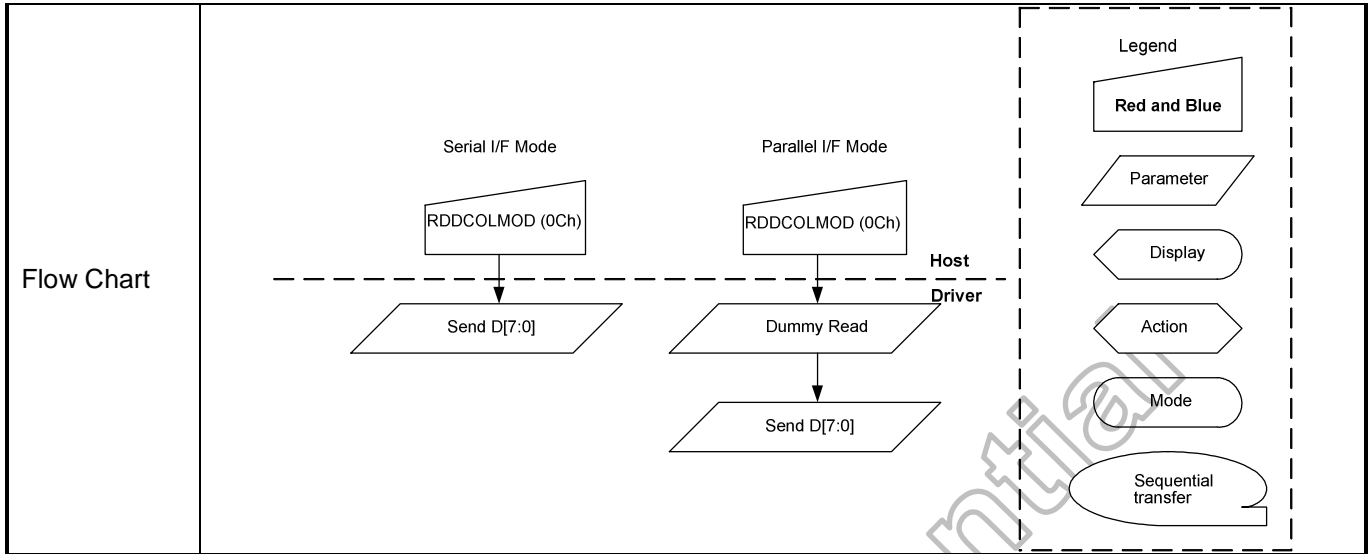 Flow Chart
Serial I/F Mode
RDDCOLMOD (0Ch)
Send D[7:0]
Parallel I/F Mode
RDDCOLMOD (0Ch)
Host
Driver
Dummy Read
Send D[7:0]
Legend
Red and Blue
Parameter
Display
Action
Mode
Sequential
transfer
ntial